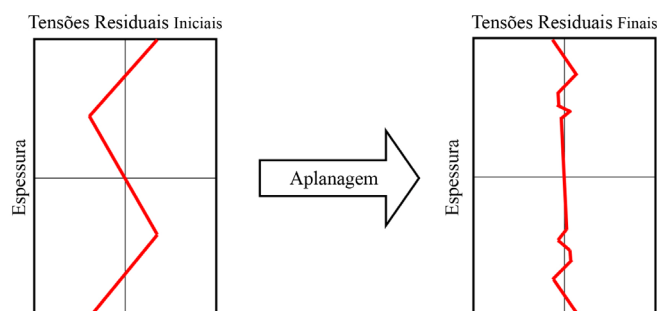 Tensões Residuais Iniciais
Tensões Residuais Finais
Espessura
Aplanagem
Espessura